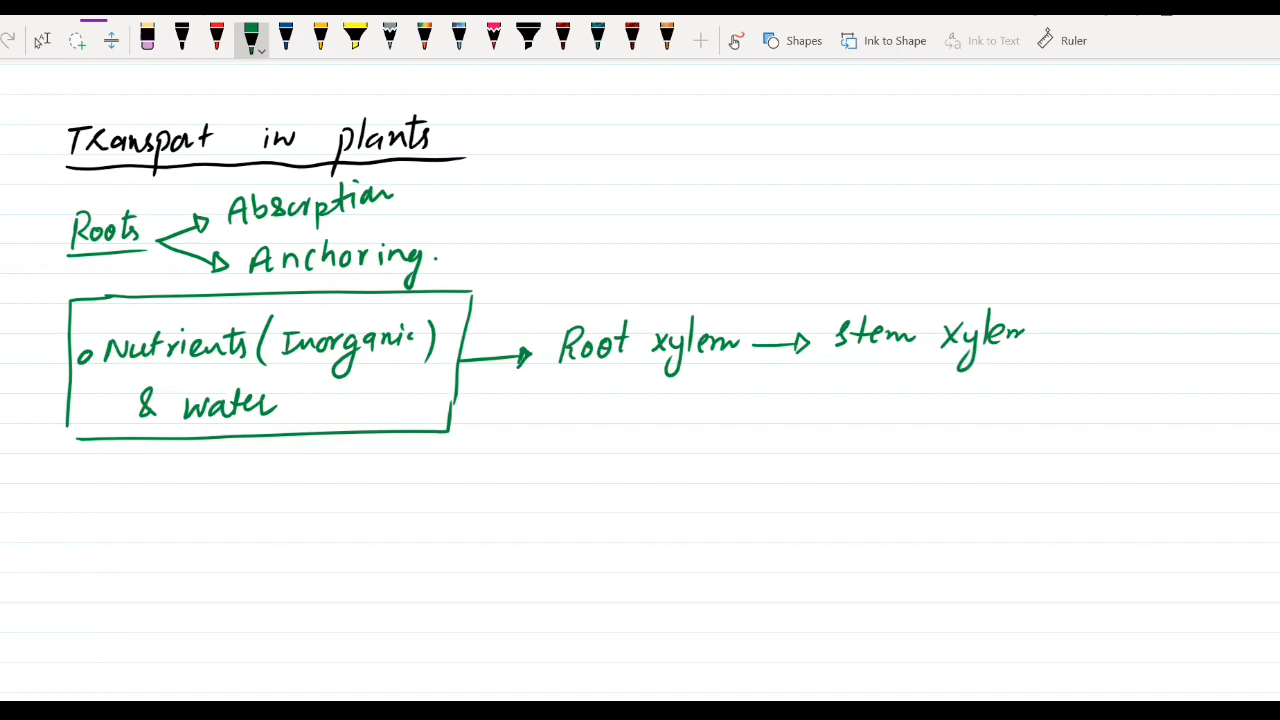 Shapes Ink to Shape Ink to Text Ruler
Transport in plants
Roots Absorption
Anchoring.
Nutrients (Inorganic) → Root xylem → Stem Xylem
& water